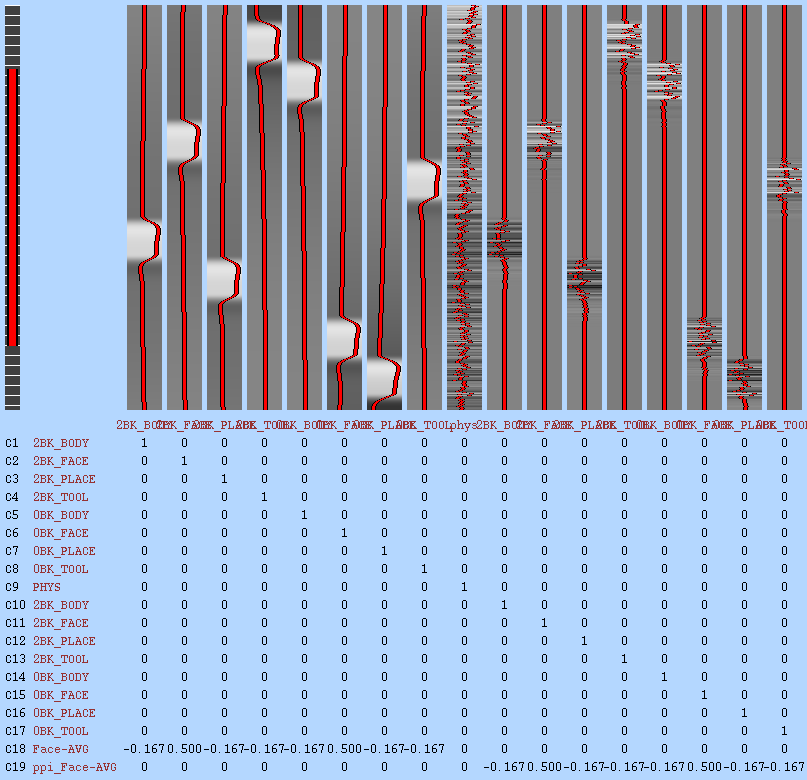 2BK_BODY 2BK_FACE 2BK_PLACE 2BK_TOOL 0BK_BODY 0BK_FACE 0BK_PLACE 0BK_TOOL phys 2BK_BODY 2BK_FACE 2BK_PLACE 2BK_TOOL 0BK_BODY 0BK_FACE 0BK_PLACE 0BK_TOOL
C1 2BK_BODY 1 0 0 0 0 0 0 0 0 0 0 0 0 0 0 0 0
C2 2BK_FACE 0 1 0 0 0 0 0 0 0 0 0 0 0 0 0 0 0
C3 2BK_PLACE 0 0 1 0 0 0 0 0 0 0 0 0 0 0 0 0 0
C4 2BK_TOOL 0 0 0 1 0 0 0 0 0 0 0 0 0 0 0 0 0
C5 0BK_BODY 0 0 0 0 1 0 0 0 0 0 0 0 0 0 0 0 0
C6 0BK_FACE 0 0 0 0 0 1 0 0 0 0 0 0 0 0 0 0 0
C7 0BK_PLACE 0 0 0 0 0 0 1 0 0 0 0 0 0 0 0 0 0
C8 0BK_TOOL 0 0 0 0 0 0 0 1 0 0 0 0 0 0 0 0 0
C9 PHYS 0 0 0 0 0 0 0 0 1 0 0 0 0 0 0 0 0
C10 2BK_BODY 0 0 0 0 0 0 0 0 0 1 0 0 0 0 0 0 0
C11 2BK_FACE 0 0 0 0 0 0 0 0 0 0 1 0 0 0 0 0 0
C12 2BK_PLACE 0 0 0 0 0 0 0 0 0 0 0 1 0 0 0 0 0
C13 2BK_TOOL 0 0 0 0 0 0 0 0 0 0 0 0 1 0 0 0 0
C14 0BK_BODY 0 0 0 0 0 0 0 0 0 0 0 0 0 1 0 0 0
C15 0BK_FACE 0 0 0 0 0 0 0 0 0 0 0 0 0 0 1 0 0
C16 0BK_PLACE 0 0 0 0 0 0 0 0 0 0 0 0 0 0 0 1 0
C17 0BK_TOOL 0 0 0 0 0 0 0 0 0 0 0 0 0 0 0 0 1
C18 Face-AVG -0.167 0.500 -0.167 -0.167 -0.167 0.500 -0.167 -0.167 0 0 0 0 0 0 0 0 0
C19 ppi_Face-AVG 0 0 0 0 0 0 0 0 0 -0.167 0.500 -0.167 -0.167 -0.167 0.500 -0.167 -0.167